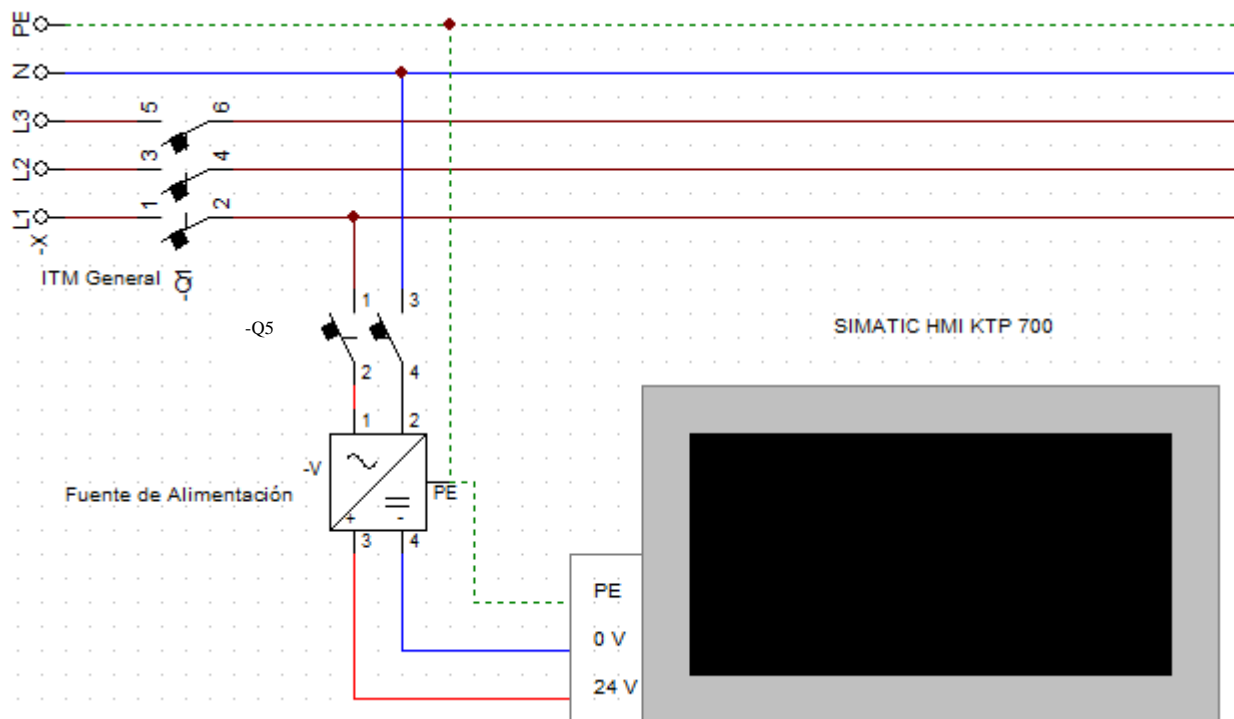 PE
N
L3 5 6
L2 3 4
L1 1 2
-X
ITM General -Q1
1 3
-Q5
SIMATIC HMI KTP 700
2 4
1 2
-V
Fuente de Alimentación
PE
+ -
3 4
PE
0 V
24 V